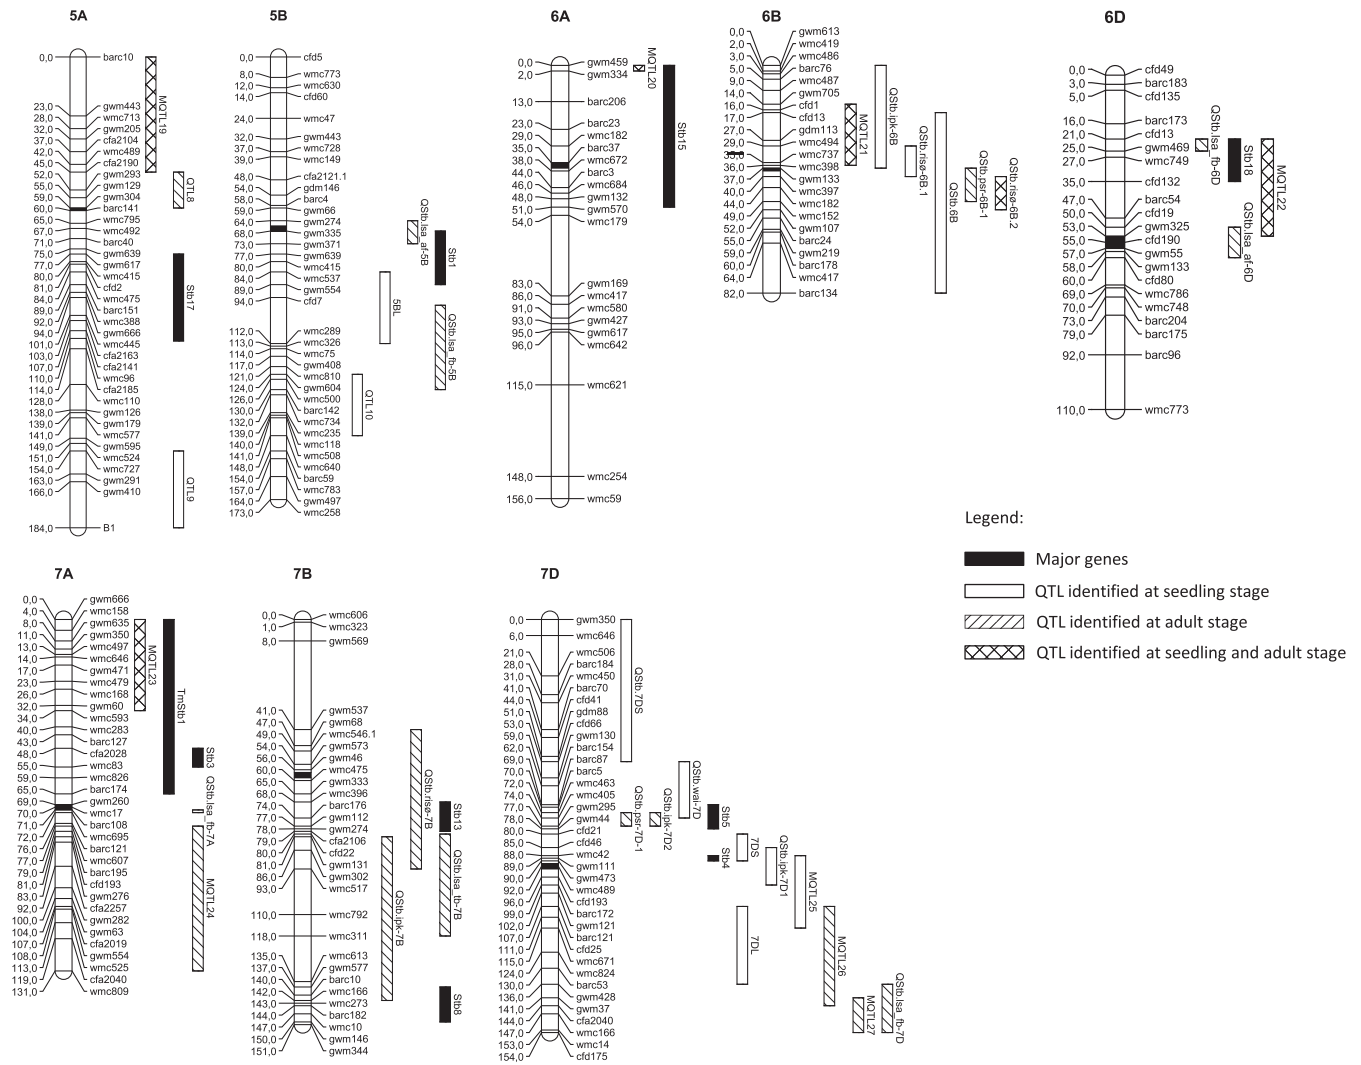 5A
0,0 barc10
23,0 gwm443
28,0 wmc713
32,0 gwm205
37,0 cfa2104
42,0 wmc489
45,0 cfa2190
52,0 gwm293
55,0 gwm129
59,0 gwm304
60,0 barc141
65,0 wmc795
67,0 wmc492
71,0 barc40
75,0 gwm639
77,0 gwm617
80,0 wmc415
81,0 cfd2
84,0 wmc475
89,0 barc151
92,0 wmc388
94,0 gwm666
101,0 wmc445
103,0 cfa2163
107,0 cfa2141
110,0 wmc96
114,0 cfa2185
128,0 wmc110
138,0 gwm126
139,0 gwm179
141,0 wmc577
149,0 gwm595
151,0 wmc524
154,0 wmc727
163,0 gwm291
166,0 gwm410
184,0 B1
MQTL19
QTL8
Stb17
QTL9
5B
0,0 cfd5
8,0 wmc773
12,0 wmc630
14,0 cfd60
24,0 wmc47
32,0 gwm443
37,0 wmc728
39,0 wmc149
48,0 cfa2121.1
54,0 gdm146
58,0 barc4
59,0 gwm66
64,0 gwm274
68,0 gwm335
73,0 gwm371
77,0 gwm639
80,0 wmc415
84,0 wmc537
89,0 gwm554
94,0 cfd7
112,0 wmc289
113,0 wmc326
114,0 wmc75
117,0 gwm408
121,0 wmc810
124,0 gwm604
126,0 wmc500
130,0 barc142
132,0 wmc734
139,0 wmc235
140,0 wmc118
141,0 wmc508
148,0 wmc640
154,0 barc59
157,0 wmc783
164,0 gwm497
173,0 wmc258
QStb.lsa_af-5B
Stb1
5BL
QStb.lsa_fb-5B
QTL10
6A
0,0 gwm459
2,0 gwm334
13,0 barc206
23,0 barc23
29,0 wmc182
35,0 barc37
38,0 wmc672
44,0 barc3
46,0 wmc684
48,0 gwm132
51,0 gwm570
54,0 wmc179
83,0 gwm169
86,0 wmc417
91,0 wmc580
93,0 gwm427
95,0 gwm617
96,0 wmc642
115,0 wmc621
148,0 wmc254
156,0 wmc59
MQTL20
Stb15
6B
0,0 gwm613
2,0 wmc419
3,0 wmc486
5,0 barc76
9,0 wmc487
14,0 gwm705
16,0 cfd1
17,0 cfd13
27,0 gdm113
29,0 wmc494
35,0 wmc737
36,0 wmc398
37,0 gwm133
40,0 wmc397
44,0 wmc182
49,0 wmc152
52,0 gwm107
55,0 barc24
59,0 gwm219
60,0 barc178
64,0 wmc417
82,0 barc134
MQTL21
QStb.ipk-6B
QStb.risø-6B.1
QStb.6B
QStb.psr-6B-1
QStb.risø-6B.2
6D
0,0 cfd49
3,0 barc183
5,0 cfd135
16,0 barc173
21,0 cfd13
25,0 gwm469
27,0 wmc749
35,0 cfd132
47,0 barc54
50,0 cfd19
53,0 gwm325
55,0 cfd190
57,0 gwm55
58,0 gwm133
60,0 cfd80
69,0 wmc786
70,0 wmc748
73,0 barc204
79,0 barc175
92,0 barc96
110,0 wmc773
QStb.lsa_fb-6D
Stb18
MQTL22
QStb.lsa_af-6D
Legend:
Major genes
QTL identified at seedling stage
QTL identified at adult stage
QTL identified at seedling and adult stage
7A
0,0 gwm666
4,0 wmc158
8,0 gwm635
11,0 gwm350
13,0 wmc497
14,0 wmc646
17,0 gwm471
23,0 wmc479
26,0 wmc168
32,0 gwm60
34,0 wmc593
40,0 wmc283
43,0 barc127
48,0 cfa2028
55,0 wmc83
59,0 wmc826
65,0 barc174
69,0 gwm260
70,0 wmc17
71,0 barc108
72,0 wmc695
76,0 barc121
77,0 wmc607
79,0 barc195
81,0 cfd193
83,0 gwm276
92,0 cfa2257
100,0 gwm282
104,0 gwm63
107,0 cfa2019
108,0 gwm554
113,0 wmc525
119,0 cfa2040
131,0 wmc809
MQTL23
TmStb1
Stb3
QStb.lsa_fb-7A
MQTL24
7B
0,0 wmc606
1,0 wmc323
8,0 gwm569
41,0 gwm537
47,0 gwm68
49,0 wmc546.1
54,0 gwm573
56,0 gwm46
60,0 wmc475
65,0 gwm333
68,0 wmc396
74,0 barc176
77,0 gwm112
78,0 gwm274
79,0 cfa2106
80,0 cfd22
81,0 gwm131
86,0 gwm302
93,0 wmc517
110,0 wmc792
118,0 wmc311
135,0 wmc613
137,0 gwm577
140,0 barc10
142,0 wmc166
143,0 wmc273
144,0 barc182
147,0 wmc10
150,0 gwm146
151,0 gwm344
QStb.risø-7B
Stb13
QStb.lsa_tb-7B
QStb.ipk-7B
Stb8
7D
0,0 gwm350
6,0 wmc646
21,0 wmc506
28,0 barc184
31,0 wmc450
41,0 barc70
44,0 cfd41
51,0 gdm88
53,0 cfd66
59,0 gwm130
62,0 barc154
69,0 barc87
70,0 barc5
72,0 wmc463
74,0 wmc405
77,0 gwm295
78,0 gwm44
80,0 cfd21
85,0 cfd46
88,0 wmc42
89,0 gwm111
90,0 gwm473
92,0 wmc489
96,0 cfd193
99,0 barc172
102,0 gwm121
107,0 barc121
111,0 cfd25
115,0 wmc671
124,0 wmc824
130,0 barc53
136,0 gwm428
141,0 gwm37
144,0 cfa2040
147,0 wmc166
153,0 wmc14
154,0 cfd175
QStb.7DS
QStb.psr-7D-1
QStb.ipk-7D2
QStb.wal-7D
Stb5
Stb4
7DS
QStb.ipk-7D1
MQTL25
7DL
MQTL26
MQTL27
QStb.lsa_fb-7D